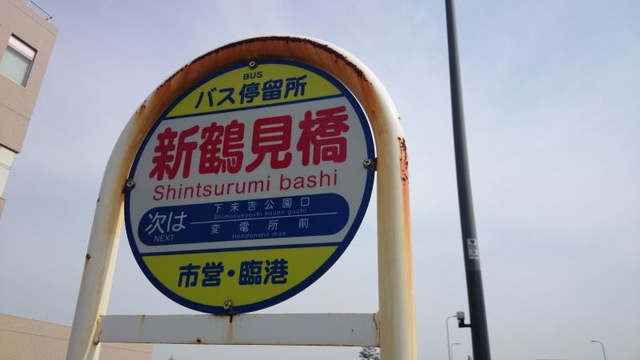 BUS
バス停留所
新鶴見橋
Shintsurumi bashi
次は
NEXT
下末吉公園口
Shimosueyoshi kouen guchi
変電所前
Hendensho mae
市営・臨港